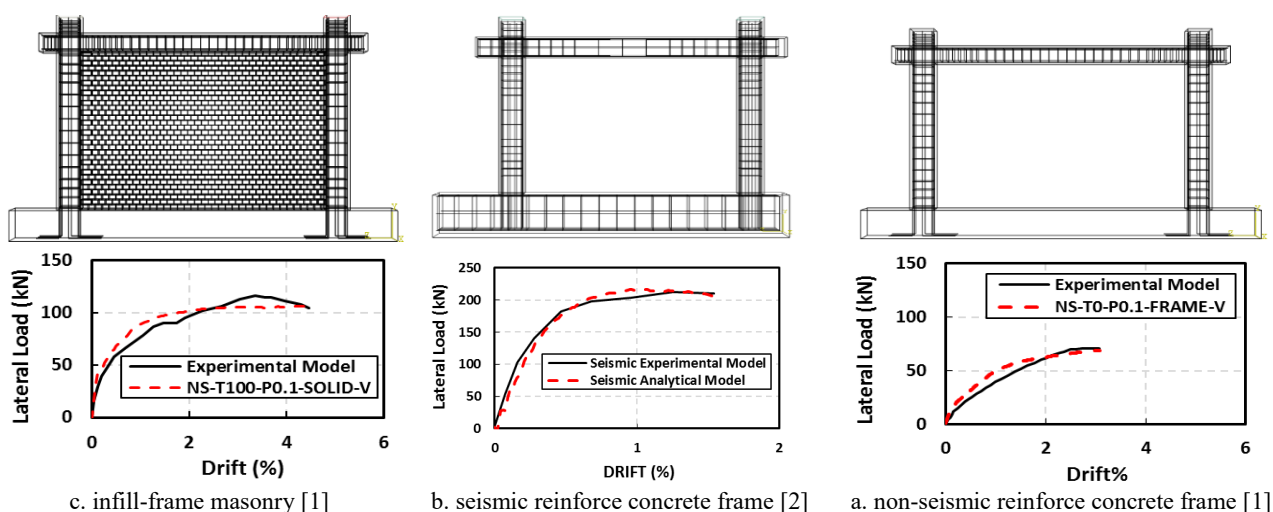 150
100
50
0
0
2
4
6
Lateral Load (kN)
Drift (%)
Experimental Model
NS-T100-P0.1-SOLID-V
c. infill-frame masonry [1]
250
200
150
100
50
0
0
1
2
Lateral Load (kN)
DRIFT (%)
Seismic Experimental Model
Seismic Analytical Model
b. seismic reinforce concrete frame [2]
150
100
50
0
0
2
4
6
Lateral Load (kN)
Drift%
Experimental Model
NS-T0-P0.1-FRAME-V
a. non-seismic reinforce concrete frame [1]